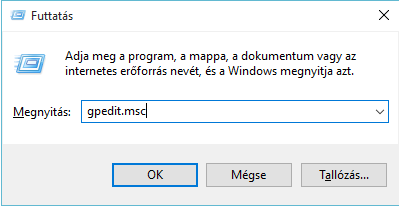 Futtatás
Adja meg a program, a mappa, a dokumentum vagy az
internetes erőforrás nevét, és a Windows megnyitja azt.
Megnyitás: gpedit.msc
OK Mégse Tallózás...